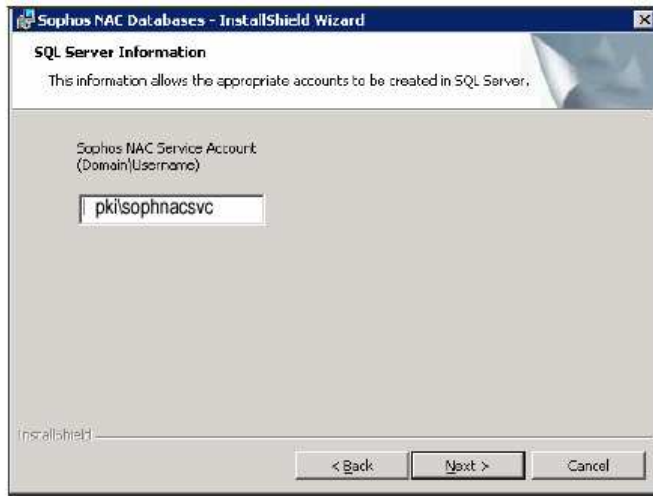 Sophos NAC Databases - InstallShield Wizard
SQL Server Information
This information allows the appropriate accounts to be created in SQL Server.
Sophos NAC Service Account
(Domain\Username)
pki\sophnacsvc
InstallShield
< Back
Next >
Cancel